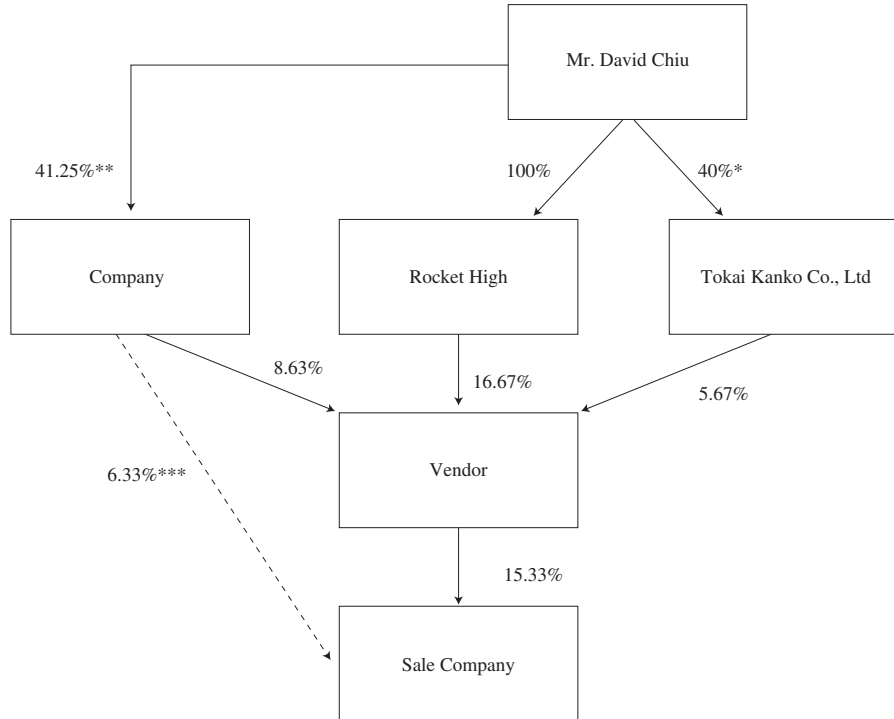 Mr. David Chiu
41.25%**
100%
40%*
Company
Rocket High
Tokai Kanko Co., Ltd
8.63%
16.67%
5.67%
6.33%***
Vendor
15.33%
Sale Company